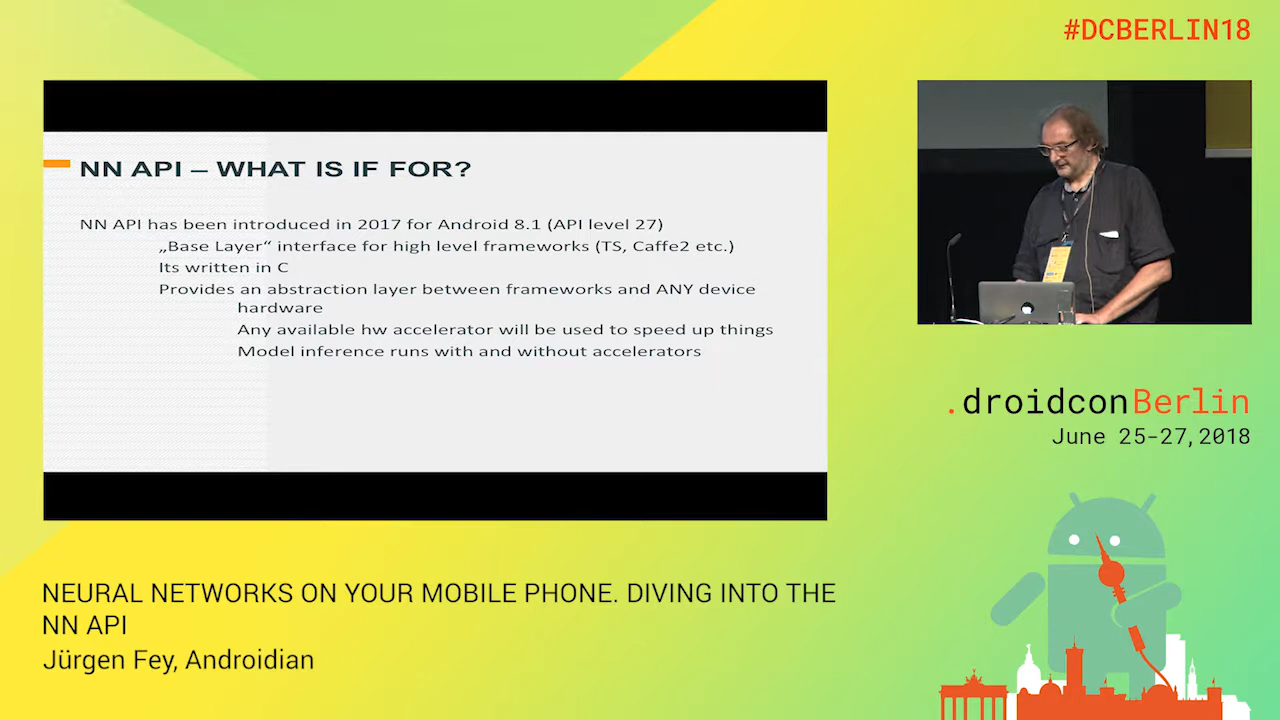 #DCBERLIN18
NN API – WHAT IS IF FOR?
NN API has been introduced in 2017 for Android 8.1 (API level 27)
„Base Layer“ interface for high level frameworks (TS, Caffe2 etc.)
Its written in C
Provides an abstraction layer between frameworks and ANY device
hardware
Any available hw accelerator will be used to speed up things
Model inference runs with and without accelerators
.droidconBerlin
June 25-27,2018
NEURAL NETWORKS ON YOUR MOBILE PHONE. DIVING INTO THE
NN API
Jürgen Fey, Androidian